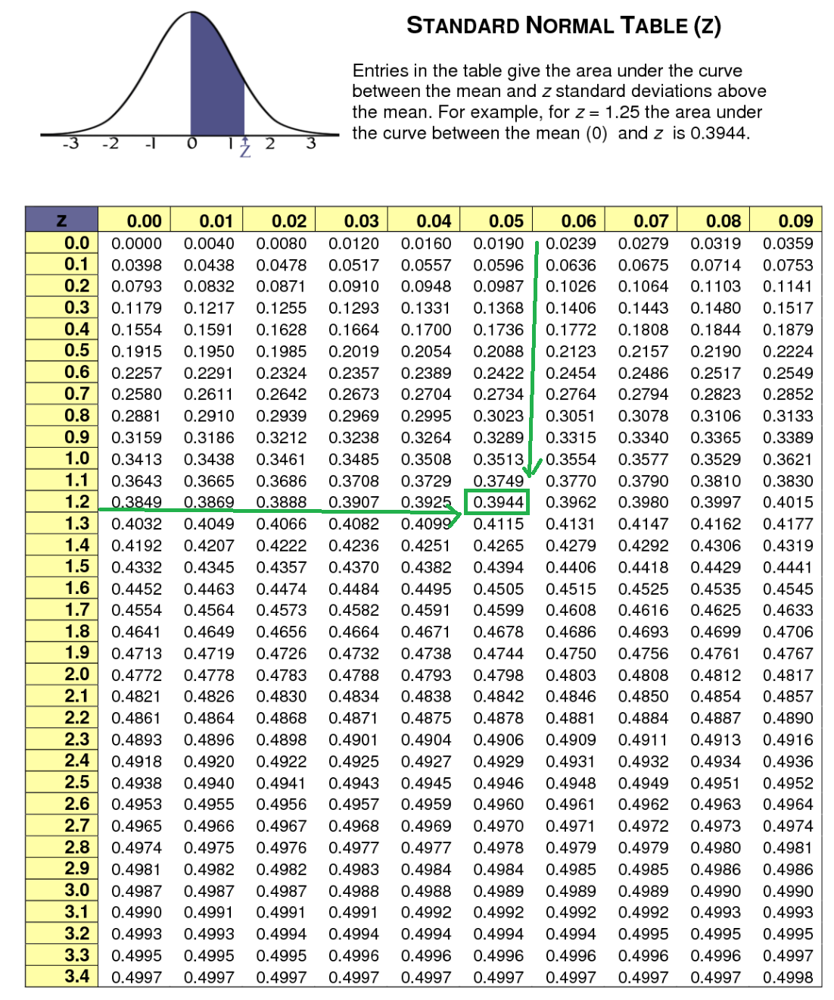 STANDARD NORMAL TABLE (Z)
Entries in the table give the area under the curve
between the mean and z standard deviations above
the mean. For example, for z = 1.25 the area under
the curve between the mean (0) and z is 0.3944.
-3 -2 -1 0 1 2 3
Z
z 0.00 0.01 0.02 0.03 0.04 0.05 0.06 0.07 0.08 0.09
0.0 0.0000 0.0040 0.0080 0.0120 0.0160 0.0190 0.0239 0.0279 0.0319 0.0359
0.1 0.0398 0.0438 0.0478 0.0517 0.0557 0.0596 0.0636 0.0675 0.0714 0.0753
0.2 0.0793 0.0832 0.0871 0.0910 0.0948 0.0987 0.1026 0.1064 0.1103 0.1141
0.3 0.1179 0.1217 0.1255 0.1293 0.1331 0.1368 0.1406 0.1443 0.1480 0.1517
0.4 0.1554 0.1591 0.1628 0.1664 0.1700 0.1736 0.1772 0.1808 0.1844 0.1879
0.5 0.1915 0.1950 0.1985 0.2019 0.2054 0.2088 0.2123 0.2157 0.2190 0.2224
0.6 0.2257 0.2291 0.2324 0.2357 0.2389 0.2422 0.2454 0.2486 0.2517 0.2549
0.7 0.2580 0.2611 0.2642 0.2673 0.2704 0.2734 0.2764 0.2794 0.2823 0.2852
0.8 0.2881 0.2910 0.2939 0.2969 0.2995 0.3023 0.3051 0.3078 0.3106 0.3133
0.9 0.3159 0.3186 0.3212 0.3238 0.3264 0.3289 0.3315 0.3340 0.3365 0.3389
1.0 0.3413 0.3438 0.3461 0.3485 0.3508 0.3513 0.3554 0.3577 0.3529 0.3621
1.1 0.3643 0.3665 0.3686 0.3708 0.3729 0.3749 0.3770 0.3790 0.3810 0.3830
1.2 0.3849 0.3869 0.3888 0.3907 0.3925 0.3944 0.3962 0.3980 0.3997 0.4015
1.3 0.4032 0.4049 0.4066 0.4082 0.4099 0.4115 0.4131 0.4147 0.4162 0.4177
1.4 0.4192 0.4207 0.4222 0.4236 0.4251 0.4265 0.4279 0.4292 0.4306 0.4319
1.5 0.4332 0.4345 0.4357 0.4370 0.4382 0.4394 0.4406 0.4418 0.4429 0.4441
1.6 0.4452 0.4463 0.4474 0.4484 0.4495 0.4505 0.4515 0.4525 0.4535 0.4545
1.7 0.4554 0.4564 0.4573 0.4582 0.4591 0.4599 0.4608 0.4616 0.4625 0.4633
1.8 0.4641 0.4649 0.4656 0.4664 0.4671 0.4678 0.4686 0.4693 0.4699 0.4706
1.9 0.4713 0.4719 0.4726 0.4732 0.4738 0.4744 0.4750 0.4756 0.4761 0.4767
2.0 0.4772 0.4778 0.4783 0.4788 0.4793 0.4798 0.4803 0.4808 0.4812 0.4817
2.1 0.4821 0.4826 0.4830 0.4834 0.4838 0.4842 0.4846 0.4850 0.4854 0.4857
2.2 0.4861 0.4864 0.4868 0.4871 0.4875 0.4878 0.4881 0.4884 0.4887 0.4890
2.3 0.4893 0.4896 0.4898 0.4901 0.4904 0.4906 0.4909 0.4911 0.4913 0.4916
2.4 0.4918 0.4920 0.4922 0.4925 0.4927 0.4929 0.4931 0.4932 0.4934 0.4936
2.5 0.4938 0.4940 0.4941 0.4943 0.4945 0.4946 0.4948 0.4949 0.4951 0.4952
2.6 0.4953 0.4955 0.4956 0.4957 0.4959 0.4960 0.4961 0.4962 0.4963 0.4964
2.7 0.4965 0.4966 0.4967 0.4968 0.4969 0.4970 0.4971 0.4972 0.4973 0.4974
2.8 0.4974 0.4975 0.4976 0.4977 0.4977 0.4978 0.4979 0.4979 0.4980 0.4981
2.9 0.4981 0.4982 0.4982 0.4983 0.4984 0.4984 0.4985 0.4985 0.4986 0.4986
3.0 0.4987 0.4987 0.4987 0.4988 0.4988 0.4989 0.4989 0.4989 0.4990 0.4990
3.1 0.4990 0.4991 0.4991 0.4991 0.4992 0.4992 0.4992 0.4992 0.4993 0.4993
3.2 0.4993 0.4993 0.4994 0.4994 0.4994 0.4994 0.4994 0.4995 0.4995 0.4995
3.3 0.4995 0.4995 0.4995 0.4996 0.4996 0.4996 0.4996 0.4996 0.4996 0.4997
3.4 0.4997 0.4997 0.4997 0.4997 0.4997 0.4997 0.4997 0.4997 0.4997 0.4998